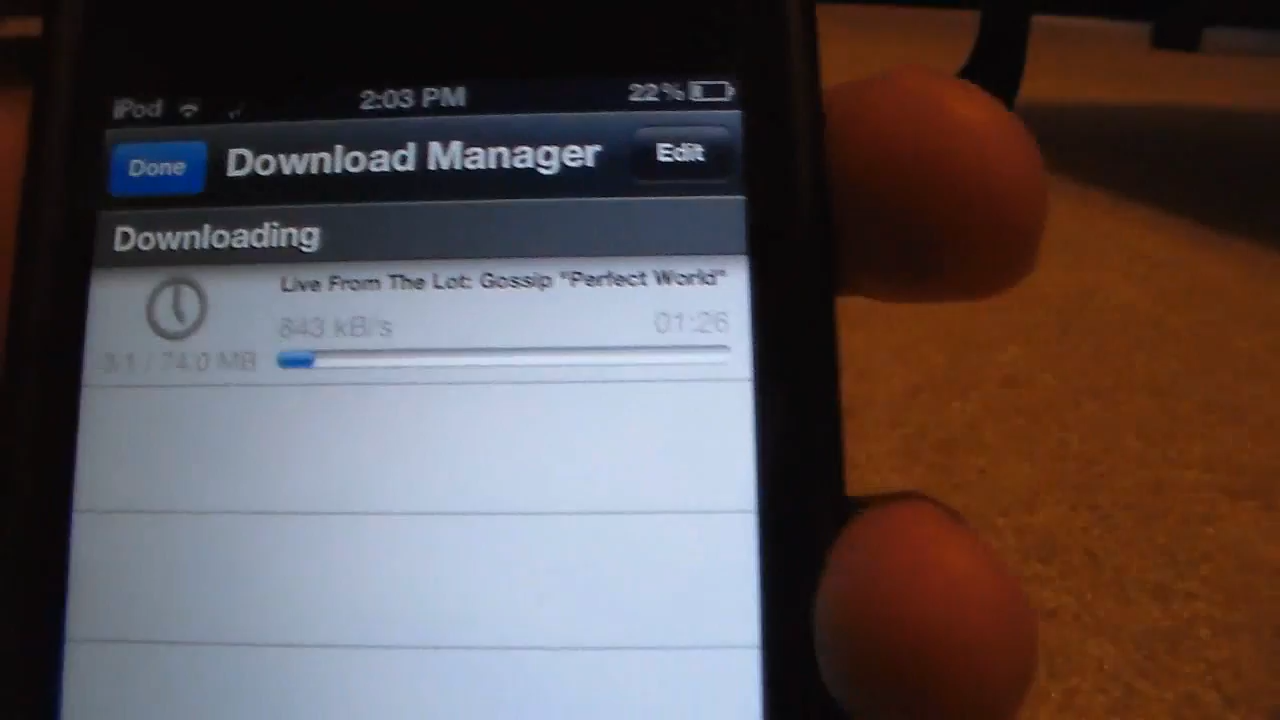 iPod 2:03 PM 22%
Done Download Manager Edit
Downloading
Live From The Lot: Gossip "Perfect World"
843 kB/s 01:26
/ 74.0 MB